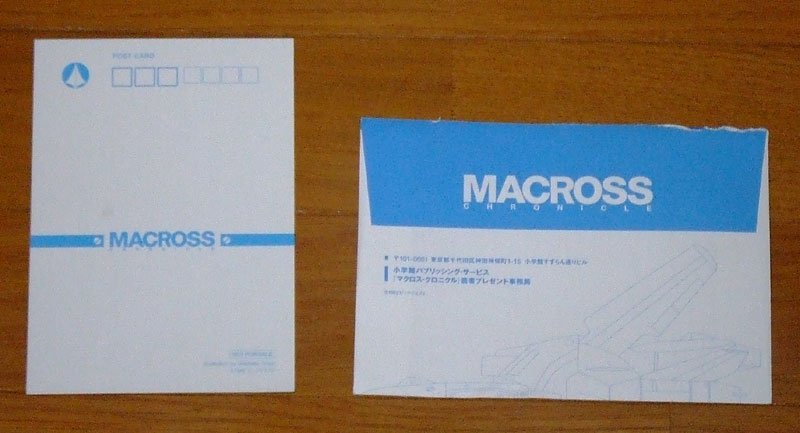 POST CARD
MACROSS
CHRONICLE
MACROSS
CHRONICLE
〒101-0051 東京都千代田区神田神保町1-15 小学館すずらん通りビル
小学館パブリッシング・サービス
「マクロス・クロニクル」愛書プレゼント事務局